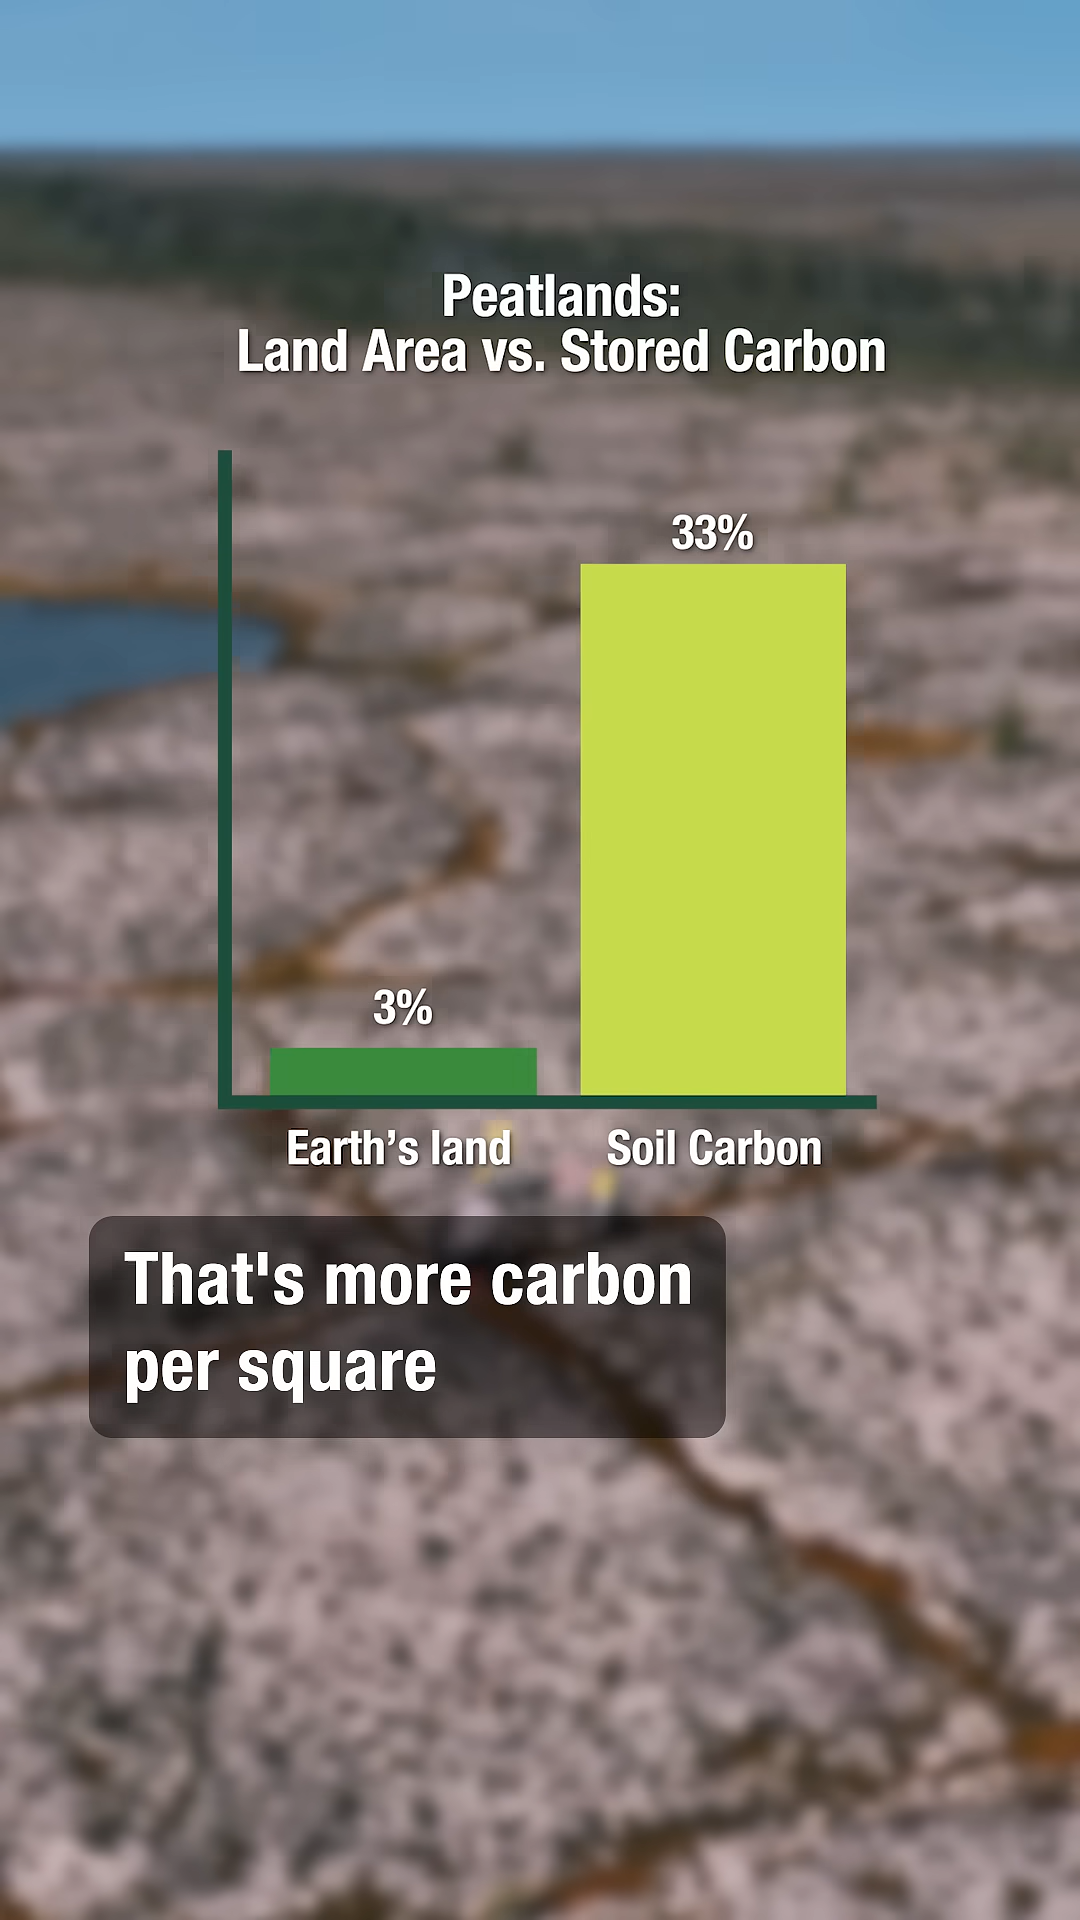 Peatlands:
Land Area vs. Stored Carbon
33%
3%
Earth’s land
Soil Carbon
That's more carbon
per square